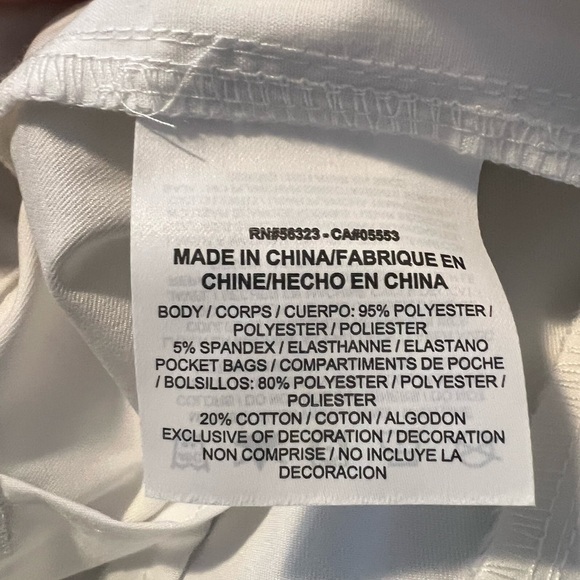 RN#56323 - CA#05553
MADE IN CHINA/FABRIQUE EN
CHINE/HECHO EN CHINA
BODY / CORPS / CUERPO: 95% POLYESTER /
POLYESTER / POLIESTER
5% SPANDEX / ELASTHANNE / ELASTANO
POCKET BAGS / COMPARTIMENTS DE POCHE
/ BOLSILLOS: 80% POLYESTER / POLYESTER /
POLIESTER
20% COTTON / COTON / ALGODON
EXCLUSIVE OF DECORATION / DECORATION
NON COMPRISE / NO INCLUYE LA
DECORACION